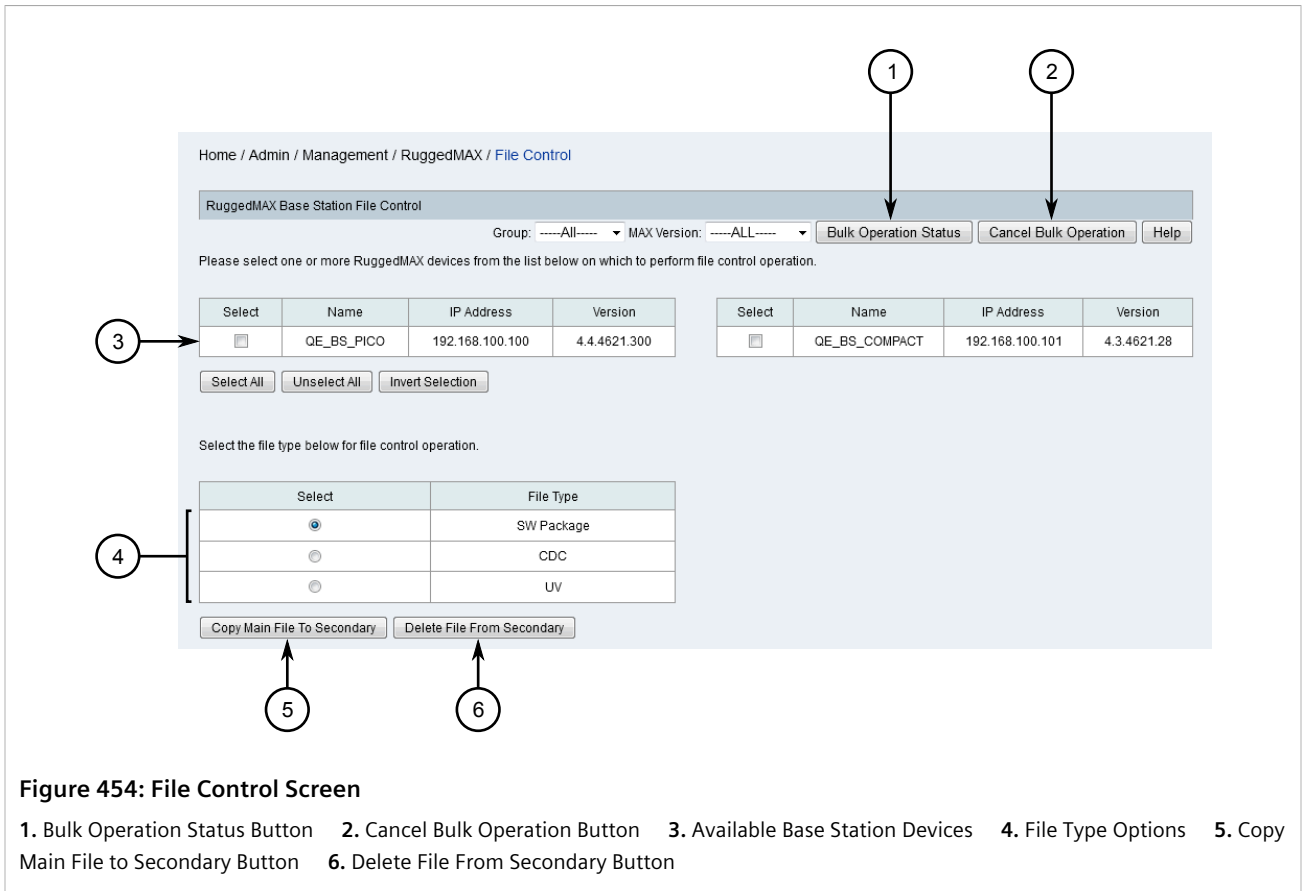 1 2
Home / Admin / Management / RuggedMAX / File Control
RuggedMAX Base Station File Control
Group: -----All----- MAX Version: -----ALL----- Bulk Operation Status Cancel Bulk Operation Help
Please select one or more RuggedMAX devices from the list below on which to perform file control operation.
Select Name IP Address Version Select Name IP Address Version
3 QE_BS_PICO 192.168.100.100 4.4.4621.300 QE_BS_COMPACT 192.168.100.101 4.3.4621.28
Select All Unselect All Invert Selection
Select the file type below for file control operation.
Select File Type
SW Package
4 CDC
UV
Copy Main File To Secondary Delete File From Secondary
5 6
Figure 454: File Control Screen
1. Bulk Operation Status Button 2. Cancel Bulk Operation Button 3. Available Base Station Devices 4. File Type Options 5. Copy
Main File to Secondary Button 6. Delete File From Secondary Button